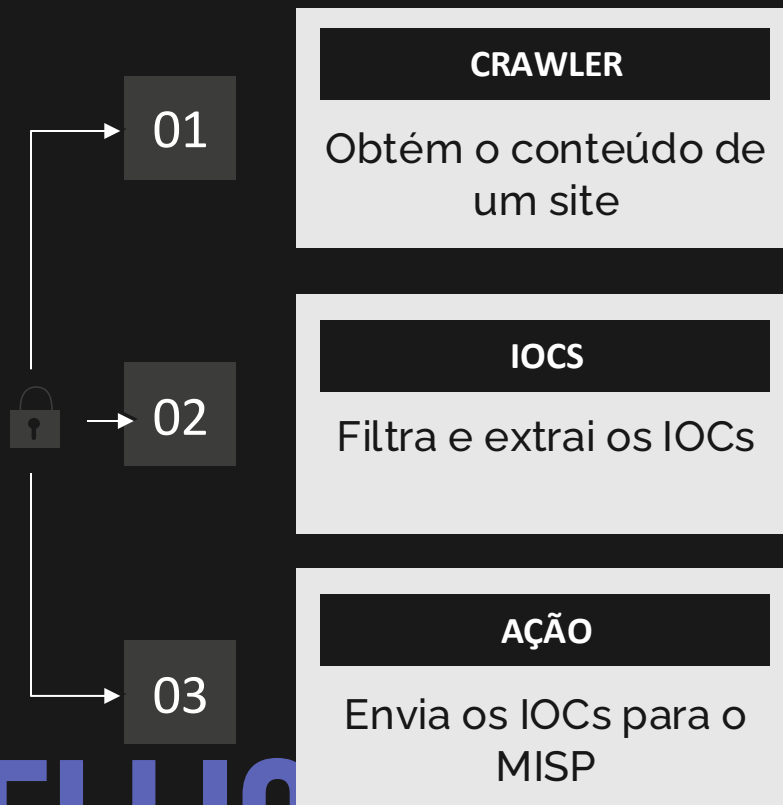 01
CRAWLER
Obtém o conteúdo de
um site
02
IOCS
Filtra e extrai os IOCs
03
AÇÃO
Envia os IOCs para o
MISP